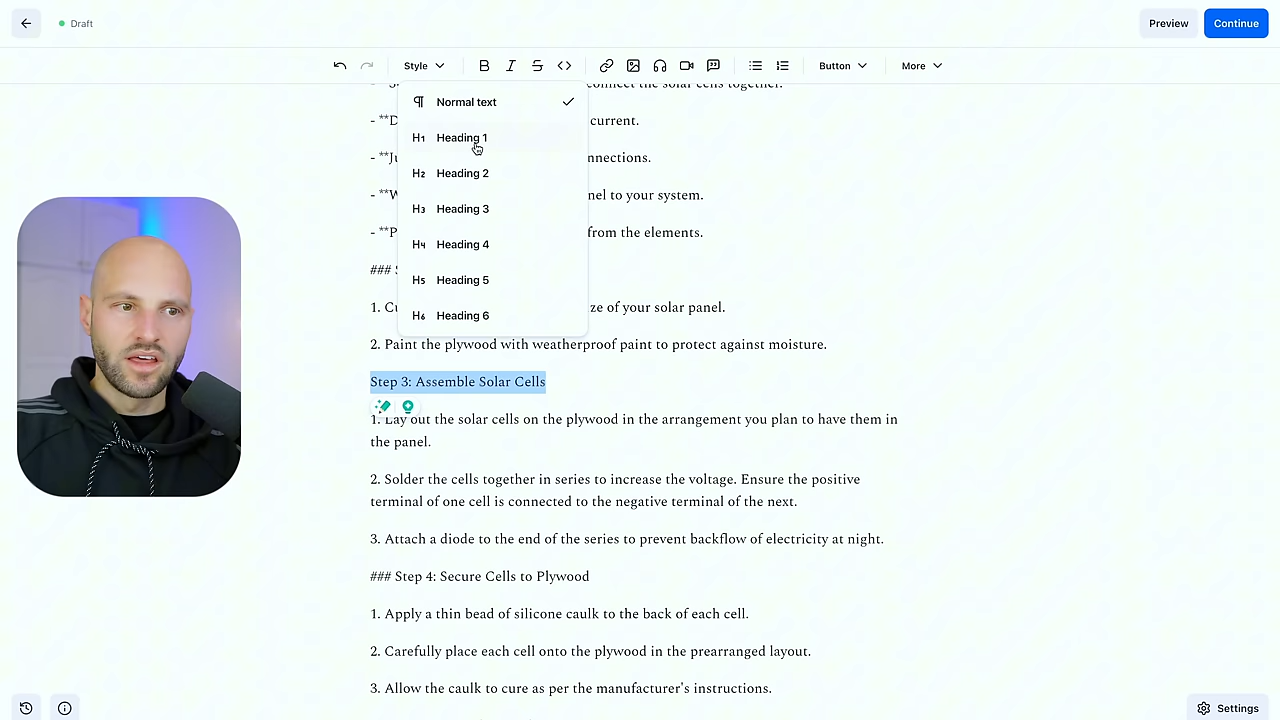 Draft
Preview
Continue
Style
Button
More
connect the solar cells together.
- **D current.
- **Ju nnections.
- **W nel to your system.
- **P from the elements.
### S
1. Cu ze of your solar panel.
2. Paint the plywood with weatherproof paint to protect against moisture.
Normal text
H1 Heading 1
H2 Heading 2
H3 Heading 3
H4 Heading 4
H5 Heading 5
H6 Heading 6
Step 3: Assemble Solar Cells
1. Lay out the solar cells on the plywood in the arrangement you plan to have them in
the panel.
2. Solder the cells together in series to increase the voltage. Ensure the positive
terminal of one cell is connected to the negative terminal of the next.
3. Attach a diode to the end of the series to prevent backflow of electricity at night.
### Step 4: Secure Cells to Plywood
1. Apply a thin bead of silicone caulk to the back of each cell.
2. Carefully place each cell onto the plywood in the prearranged layout.
3. Allow the caulk to cure as per the manufacturer's instructions.
Settings